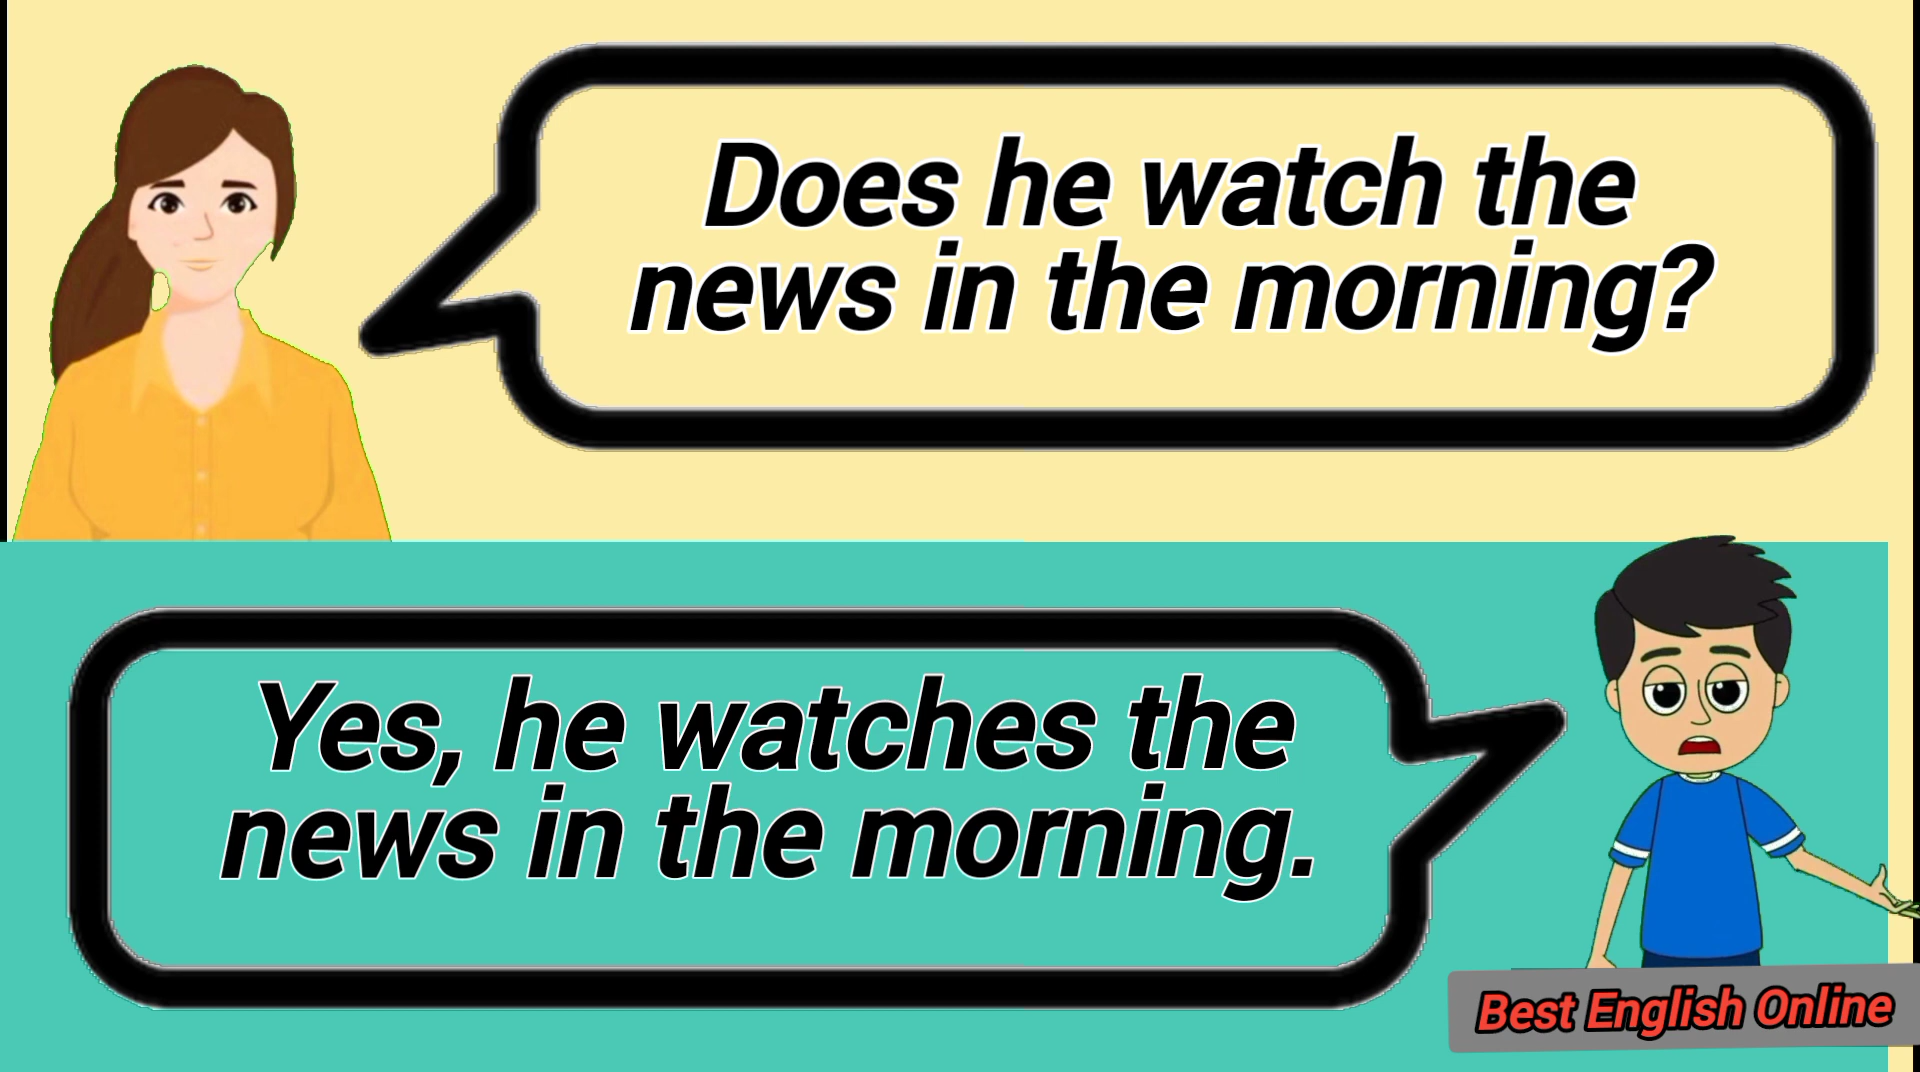 Does he watch the
news in the morning?
Yes, he watches the
news in the morning.
Best English Online